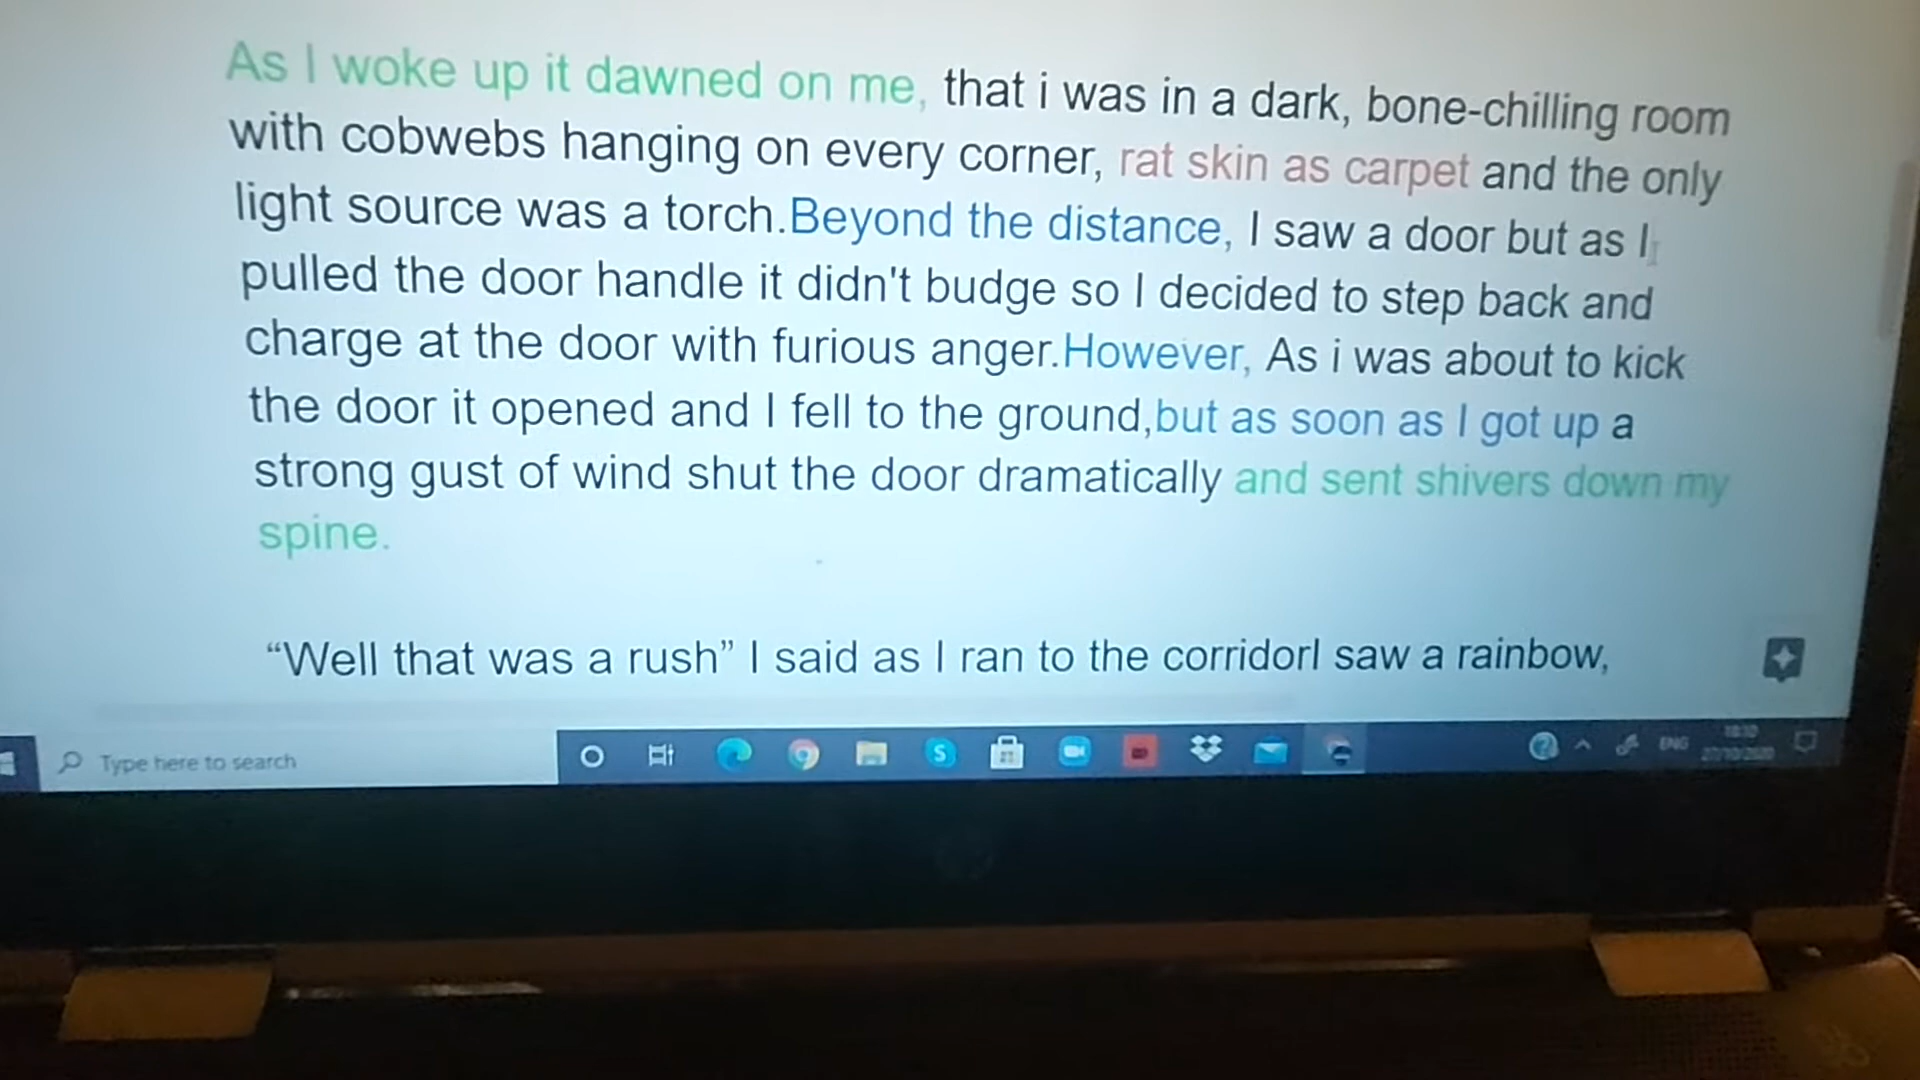 As I woke up it dawned on me, that i was in a dark, bone-chilling room
with cobwebs hanging on every corner, rat skin as carpet and the only
light source was a torch.Beyond the distance, I saw a door but as I
pulled the door handle it didn't budge so I decided to step back and
charge at the door with furious anger.However, As i was about to kick
the door it opened and I fell to the ground,but as soon as I got up a
strong gust of wind shut the door dramatically and sent shivers down my
spine.
“Well that was a rush” I said as I ran to the corridorI saw a rainbow,
Type here to search
ENG